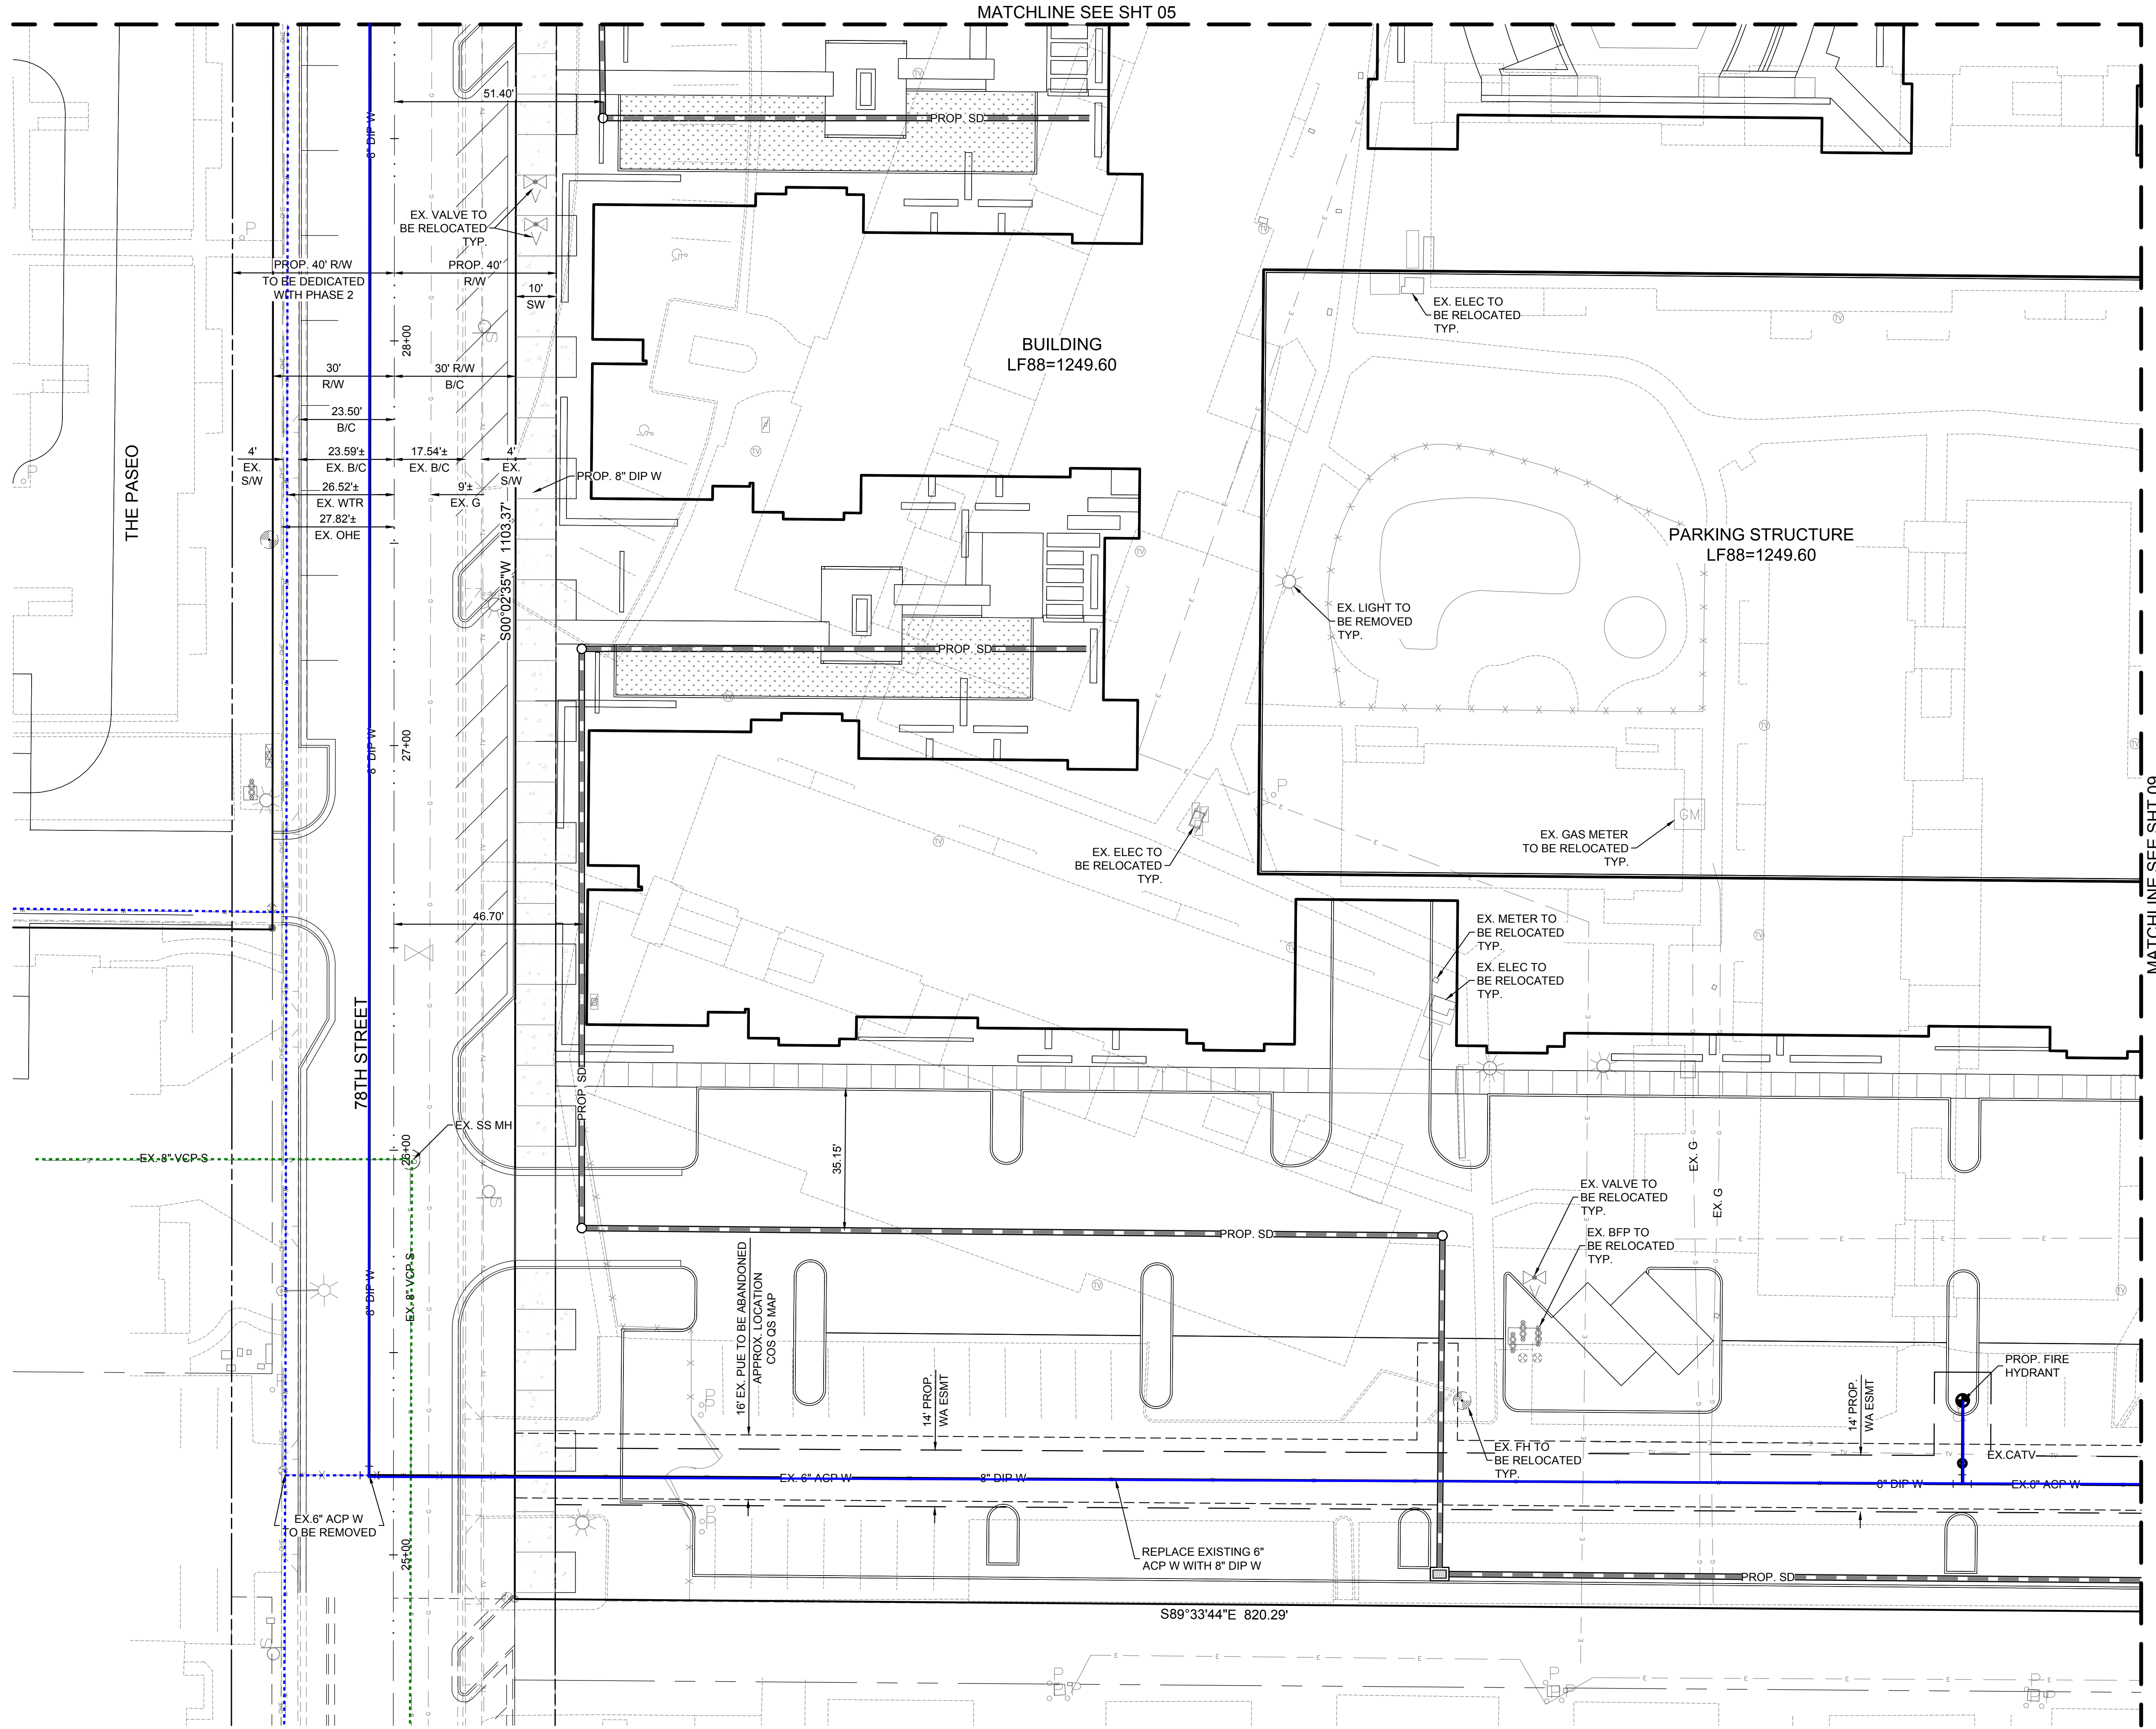 MATCHLINE SEE SHT 05
51.40'
8" DIP W
PROP. SD
EX. VALVE TO
BE RELOCATED
TYP.
PROP. 40' R/W
TO BE DEDICATED
WITH PHASE 2
PROP. 40'
R/W
10'
SW
28+00
30'
R/W
30' R/W
B/C
23.50'
B/C
4'
EX.
S/W
23.59'±
EX. B/C
17.54'±
EX. B/C
4'
EX.
S/W
26.52'±
EX. WTR
9'±
EX. G
27.82'±
EX. OHE
PROP. 8" DIP W
THE PASEO
S00°02'35"W 1103.37'
BUILDING
LF88=1249.60
EX. ELEC TO
BE RELOCATED
TYP.
PARKING STRUCTURE
LF88=1249.60
EX. LIGHT TO
BE REMOVED
TYP.
PROP. SD
8" DIP W
27+00
GM
EX. GAS METER
TO BE RELOCATED
TYP.
MATCHLINE SEE SHT 09
EX. ELEC TO
BE RELOCATED
TYP.
46.70'
EX. METER TO
BE RELOCATED
TYP.
EX. ELEC TO
BE RELOCATED
TYP.
78TH STREET
PROP. SD
EX. SS MH
26+00
EX. 8" VCP S
35.15'
EX. G
EX. G
EX. VALVE TO
BE RELOCATED
TYP.
EX. BFP TO
BE RELOCATED
TYP.
PROP. SD
8" DIP W
EX. 8" VCP S
16' EX. PUE TO BE ABANDONED
APPROX. LOCATION
COS QS MAP
14' PROP.
WA ESMT
14' PROP.
WA ESMT
PROP. FIRE
HYDRANT
EX. FH TO
BE RELOCATED
TYP.
EX.CATV
EX. 6" ACP W
8" DIP W
8" DIP W
EX.6" ACP W
EX.6" ACP W
TO BE REMOVED
25+00
REPLACE EXISTING 6"
ACP W WITH 8" DIP W
PROP. SD
S89°33'44"E 820.29'